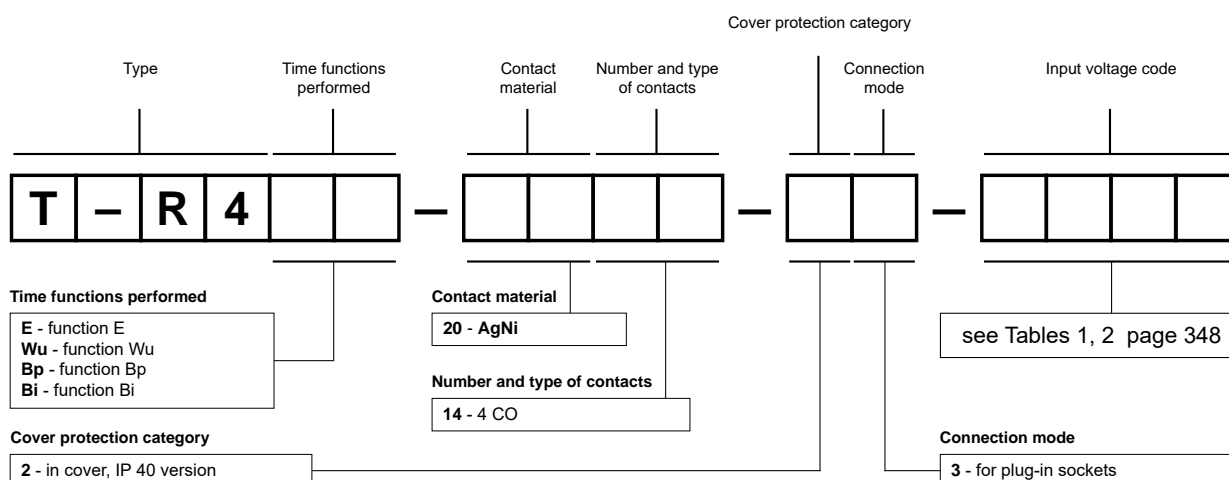 Cover protection category
Type
Time functions
performed
Contact
material
Number and type
of contacts
Connection
mode
Input voltage code
T – R 4 – – –
Time functions performed
E - function E
Wu - function Wu
Bp - function Bp
Bi - function Bi
Contact material
20 - AgNi
see Tables 1, 2 page 348
Number and type of contacts
14 - 4 CO
Cover protection category
2 - in cover, IP 40 version
Connection mode
3 - for plug-in sockets